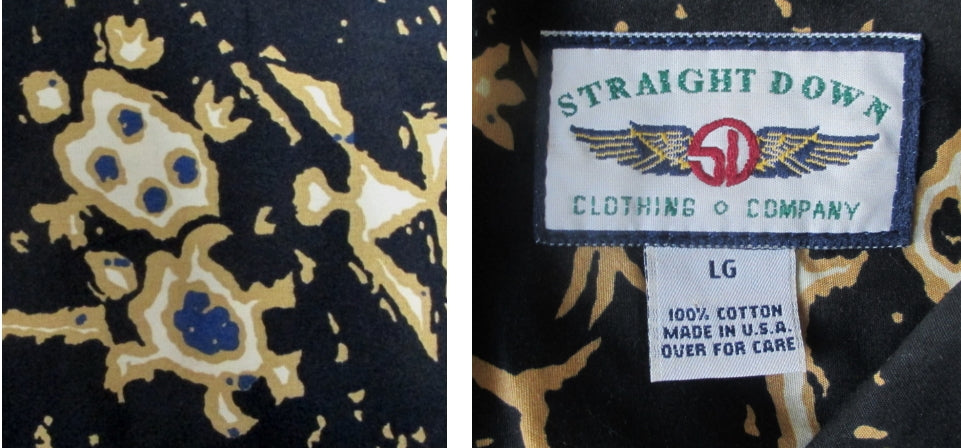 STRAIGHT DOWN
SD
CLOTHING o COMPANY
LG
100% COTTON
MADE IN U.S.A.
OVER FOR CARE